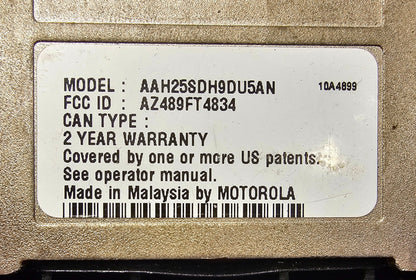 MODEL : AAH25SDH9DU5AN 10A4899
FCC ID : AZ489FT4834
CAN TYPE :
2 YEAR WARRANTY
Covered by one or more US patents.
See operator manual.
Made in Malaysia by MOTOROLA